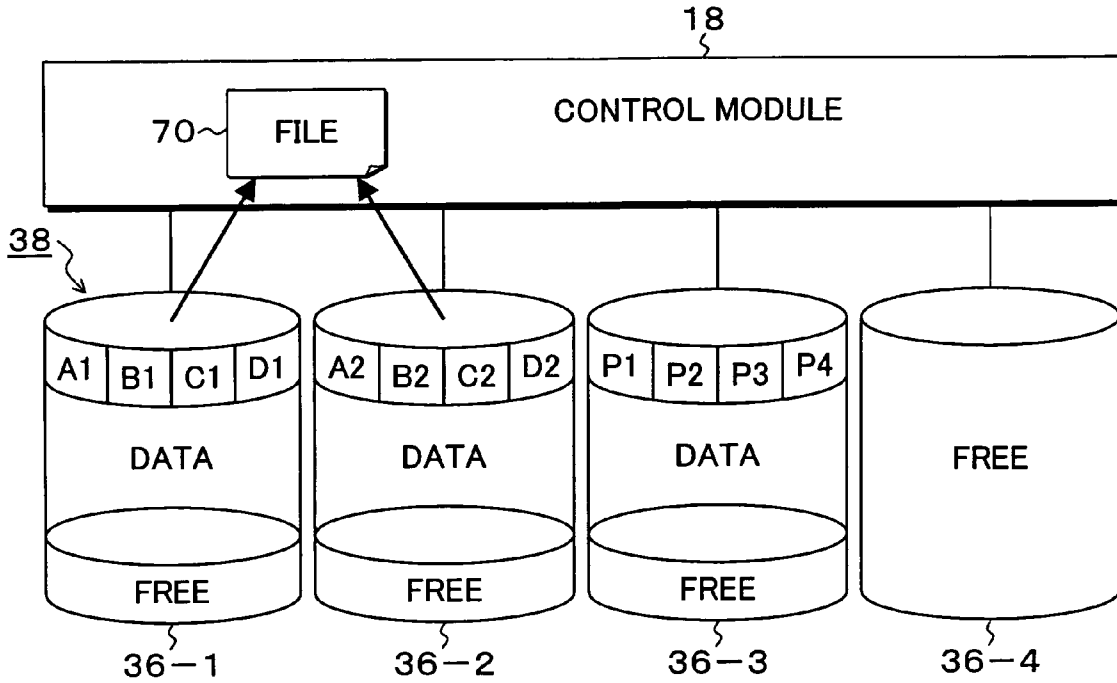 18
CONTROL MODULE
70
FILE
38
A1 B1 C1 D1
A2 B2 C2 D2
P1 P2 P3 P4
DATA
DATA
DATA
FREE
FREE
FREE
FREE
36-1
36-2
36-3
36-4